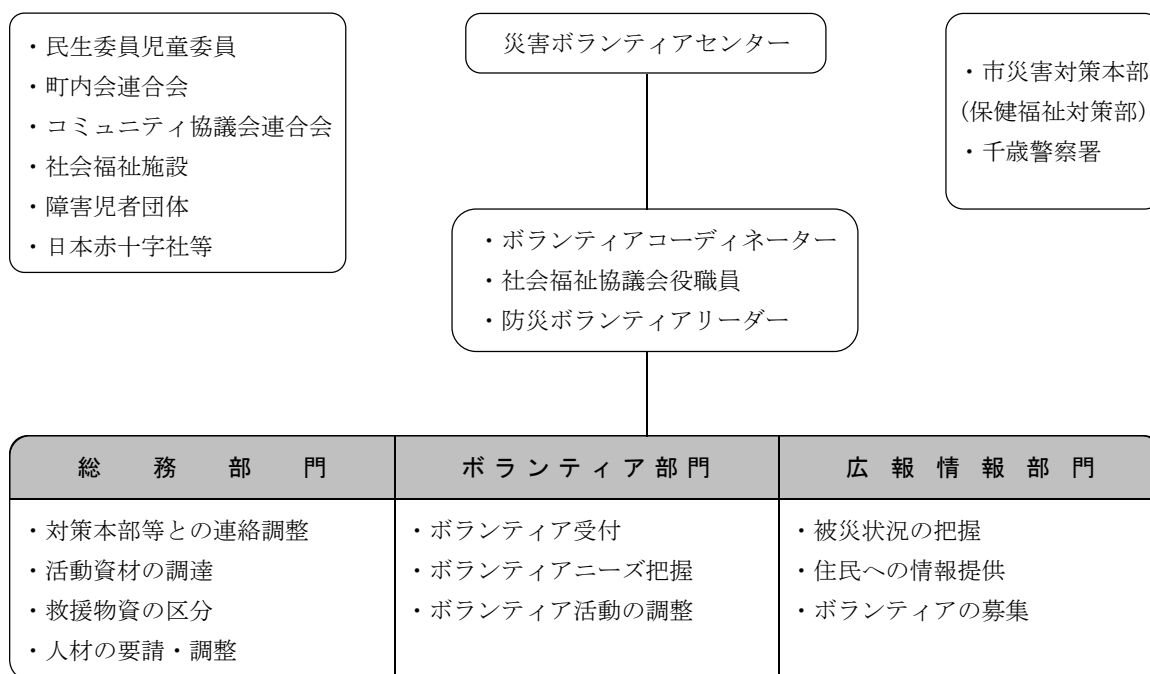 ・民生委員児童委員
・町内会連合会
・コミュニティ協議会連合会
・社会福祉施設
・障害児者団体
・日本赤十字社等
災害ボランティアセンター
・市災害対策本部
(保健福祉対策部)
・千歳警察署
・ボランティアコーディネーター
・社会福祉協議会役職員
・防災ボランティアリーダー
総務部門
・対策本部等との連絡調整
・活動資材の調達
・救援物資の区分
・人材の要請・調整
ボランティア部門
・ボランティア受付
・ボランティアニーズ把握
・ボランティア活動の調整
広報情報部門
・被災状況の把握
・住民への情報提供
・ボランティアの募集